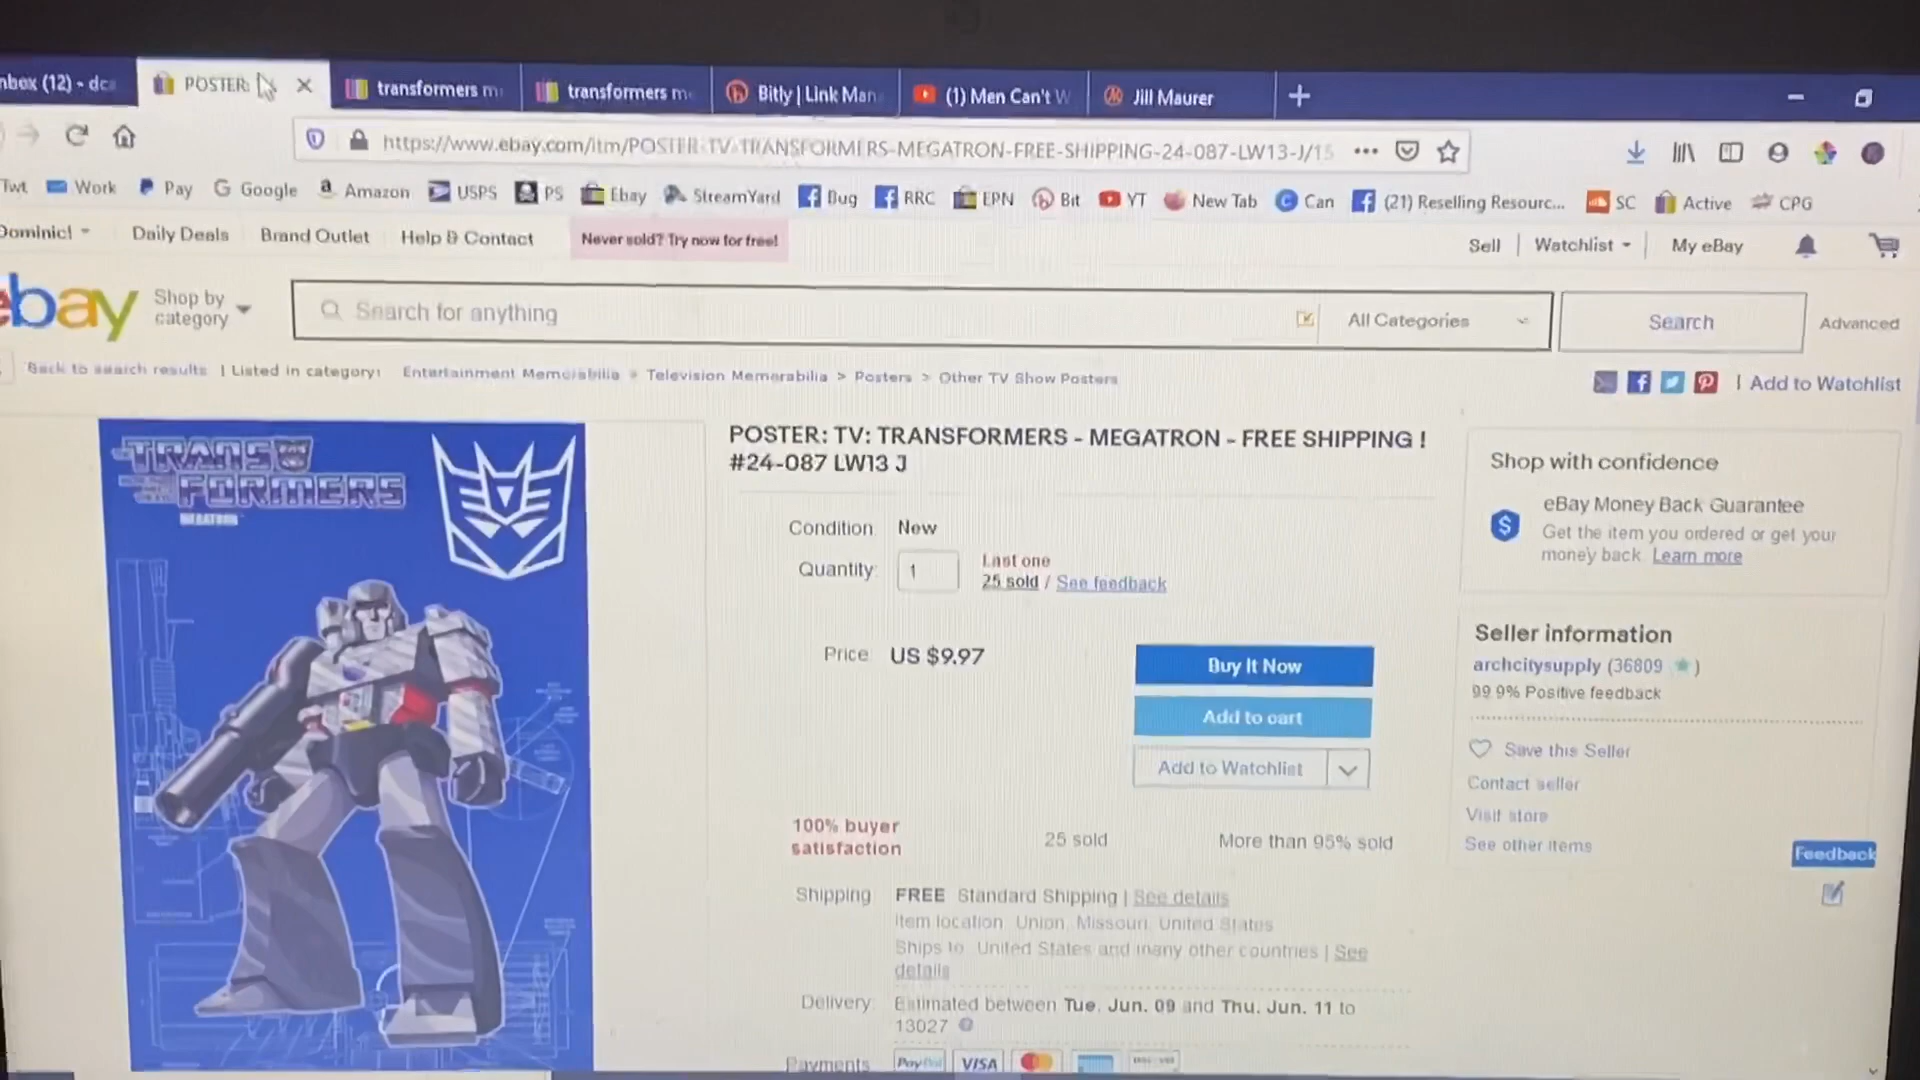 nbox (12) - dca
POSTER:
transformers m
transformers m
Bitly | Link Man
(1) Men Can't W
Jill Maurer
https://www.ebay.com/itm/POSTER-TV-TRANSFORMERS-MEGATRON-FREE-SHIPPING-24-087-LW13-J/15
Twt Work Pay Google Amazon USPS PS Ebay StreamYard Bug RRC EPN Bit YT New Tab Can (21) Reselling Resourc... SC Active CPG
Dominic! Daily Deals Brand Outlet Help & Contact Never sold? Try now for free! Sell Watchlist My eBay
ebay
Shop by
category
Search for anything
All Categories
Search
Advanced
Back to search results | Listed in category: Entertainment Memorabilia > Television Memorabilia > Posters > Other TV Show Posters
| Add to Watchlist
TRANS
FORMERS
MEGATRON
POSTER: TV: TRANSFORMERS - MEGATRON - FREE SHIPPING !
#24-087 LW13 J
Condition New
Quantity: 1
Last one
25 sold / See feedback
Price US $9.97
Buy It Now
Add to cart
Add to Watchlist
100% buyer
satisfaction
25 sold
More than 95% sold
Shipping FREE Standard Shipping | See details
Item location: Union, Missouri, United States
Ships to: United States and many other countries | See
details
Delivery: Estimated between Tue. Jun. 09 and Thu. Jun. 11 to
13027
Payments PayPal VISA
Shop with confidence
eBay Money Back Guarantee
Get the item you ordered or get your
money back. Learn more
Seller information
archcitysupply (36809 )
99.9% Positive feedback
Save this Seller
Contact seller
Visit store
See other items
Feedback